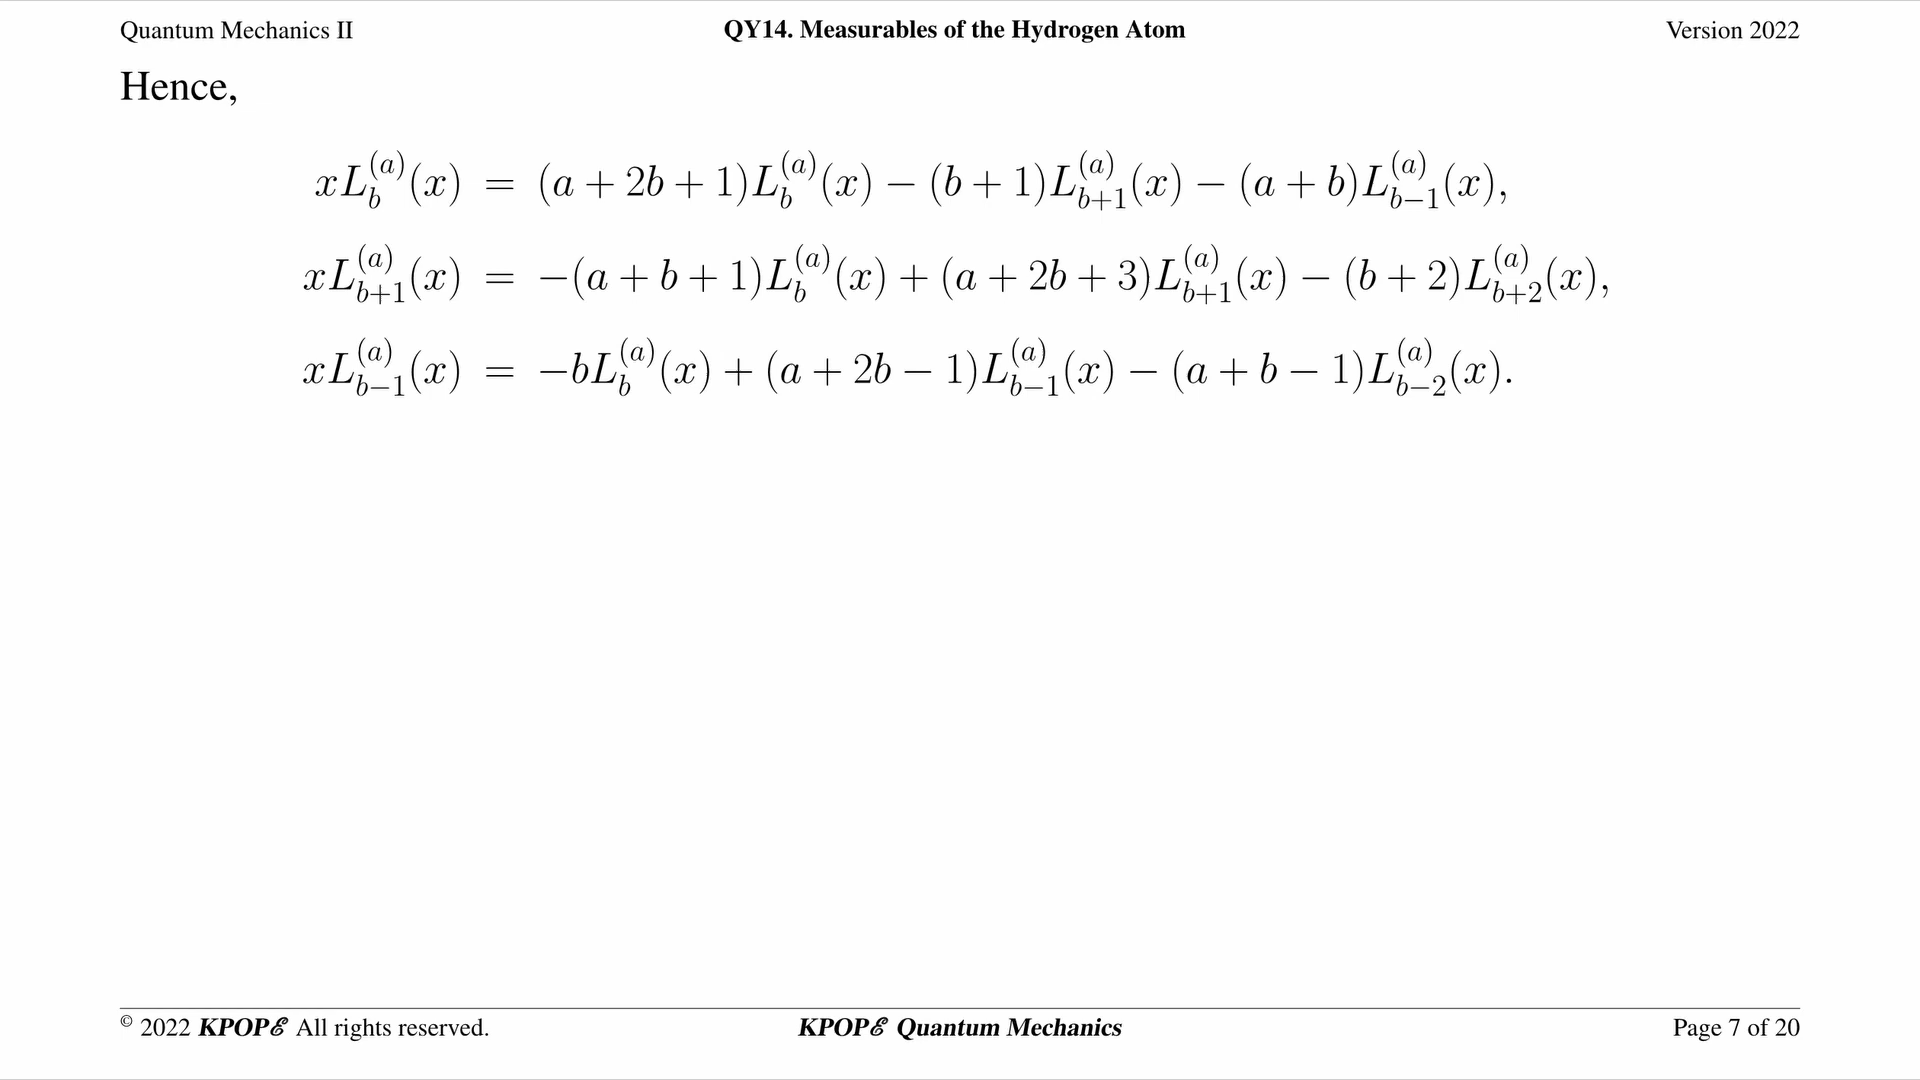 Quantum Mechanics II QY14. Measurables of the Hydrogen Atom Version 2022
Hence,
$xL_b^{(a)}(x) = (a + 2b + 1)L_b^{(a)}(x) - (b + 1)L_{b+1}^{(a)}(x) - (a + b)L_{b-1}^{(a)}(x),$
$xL_{b+1}^{(a)}(x) = -(a + b + 1)L_b^{(a)}(x) + (a + 2b + 3)L_{b+1}^{(a)}(x) - (b + 2)L_{b+2}^{(a)}(x),$
$xL_{b-1}^{(a)}(x) = -bL_b^{(a)}(x) + (a + 2b - 1)L_{b-1}^{(a)}(x) - (a + b - 1)L_{b-2}^{(a)}(x).$
© 2022 KPOPℰ All rights reserved. KPOPℰ Quantum Mechanics Page 7 of 20